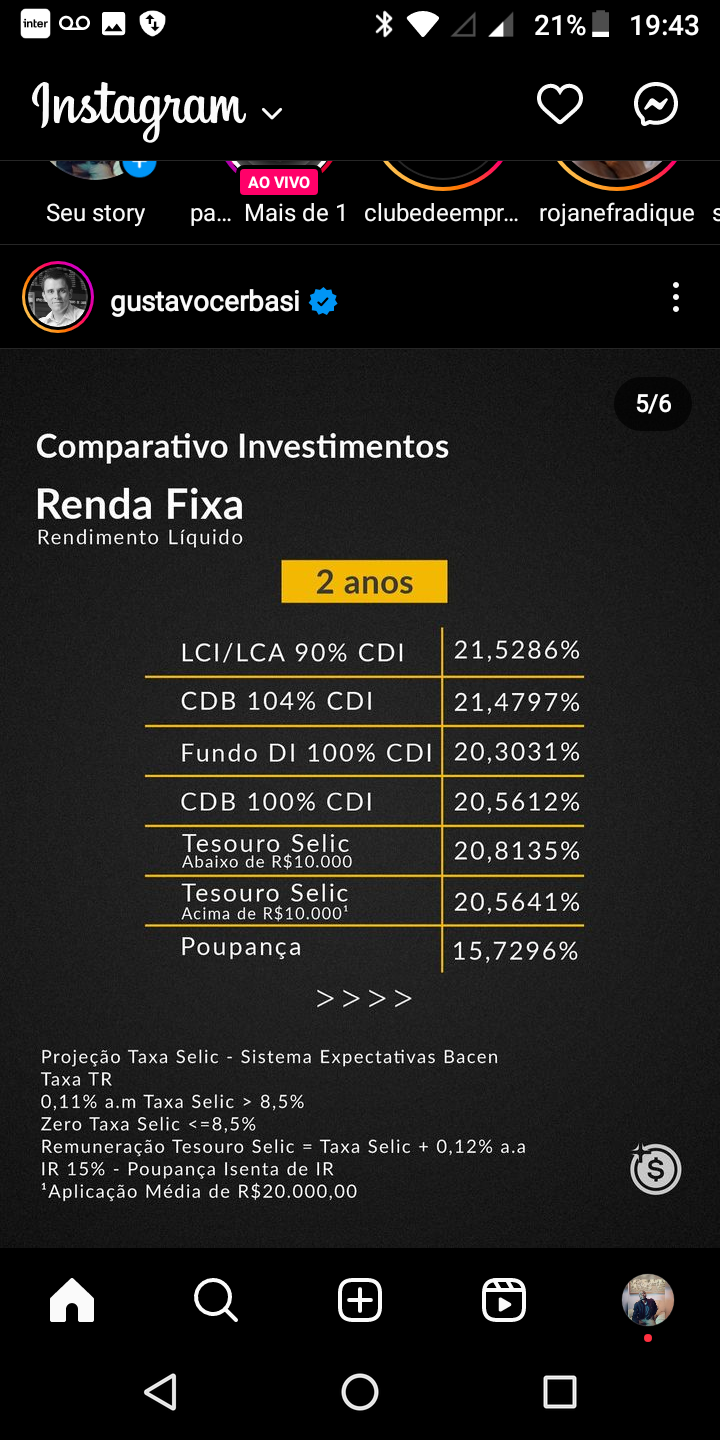 inter 21% 19:43
Instagram
AO VIVO
Seu story pa... Mais de 1 clubedeempr... rojanefradique s
gustavocerbasi
5/6
Comparativo Investimentos
Renda Fixa
Rendimento Líquido
2 anos
LCI/LCA 90% CDI 21,5286%
CDB 104% CDI 21,4797%
Fundo DI 100% CDI 20,3031%
CDB 100% CDI 20,5612%
Tesouro Selic 20,8135%
Abaixo de R$10.000
Tesouro Selic 20,5641%
Acima de R$10.000¹
Poupança 15,7296%
> > > >
Projeção Taxa Selic - Sistema Expectativas Bacen
Taxa TR
0,11% a.m Taxa Selic > 8,5%
Zero Taxa Selic <=8,5%
Remuneração Tesouro Selic = Taxa Selic + 0,12% a.a
IR 15% - Poupança Isenta de IR
¹Aplicação Média de R$20.000,00
$